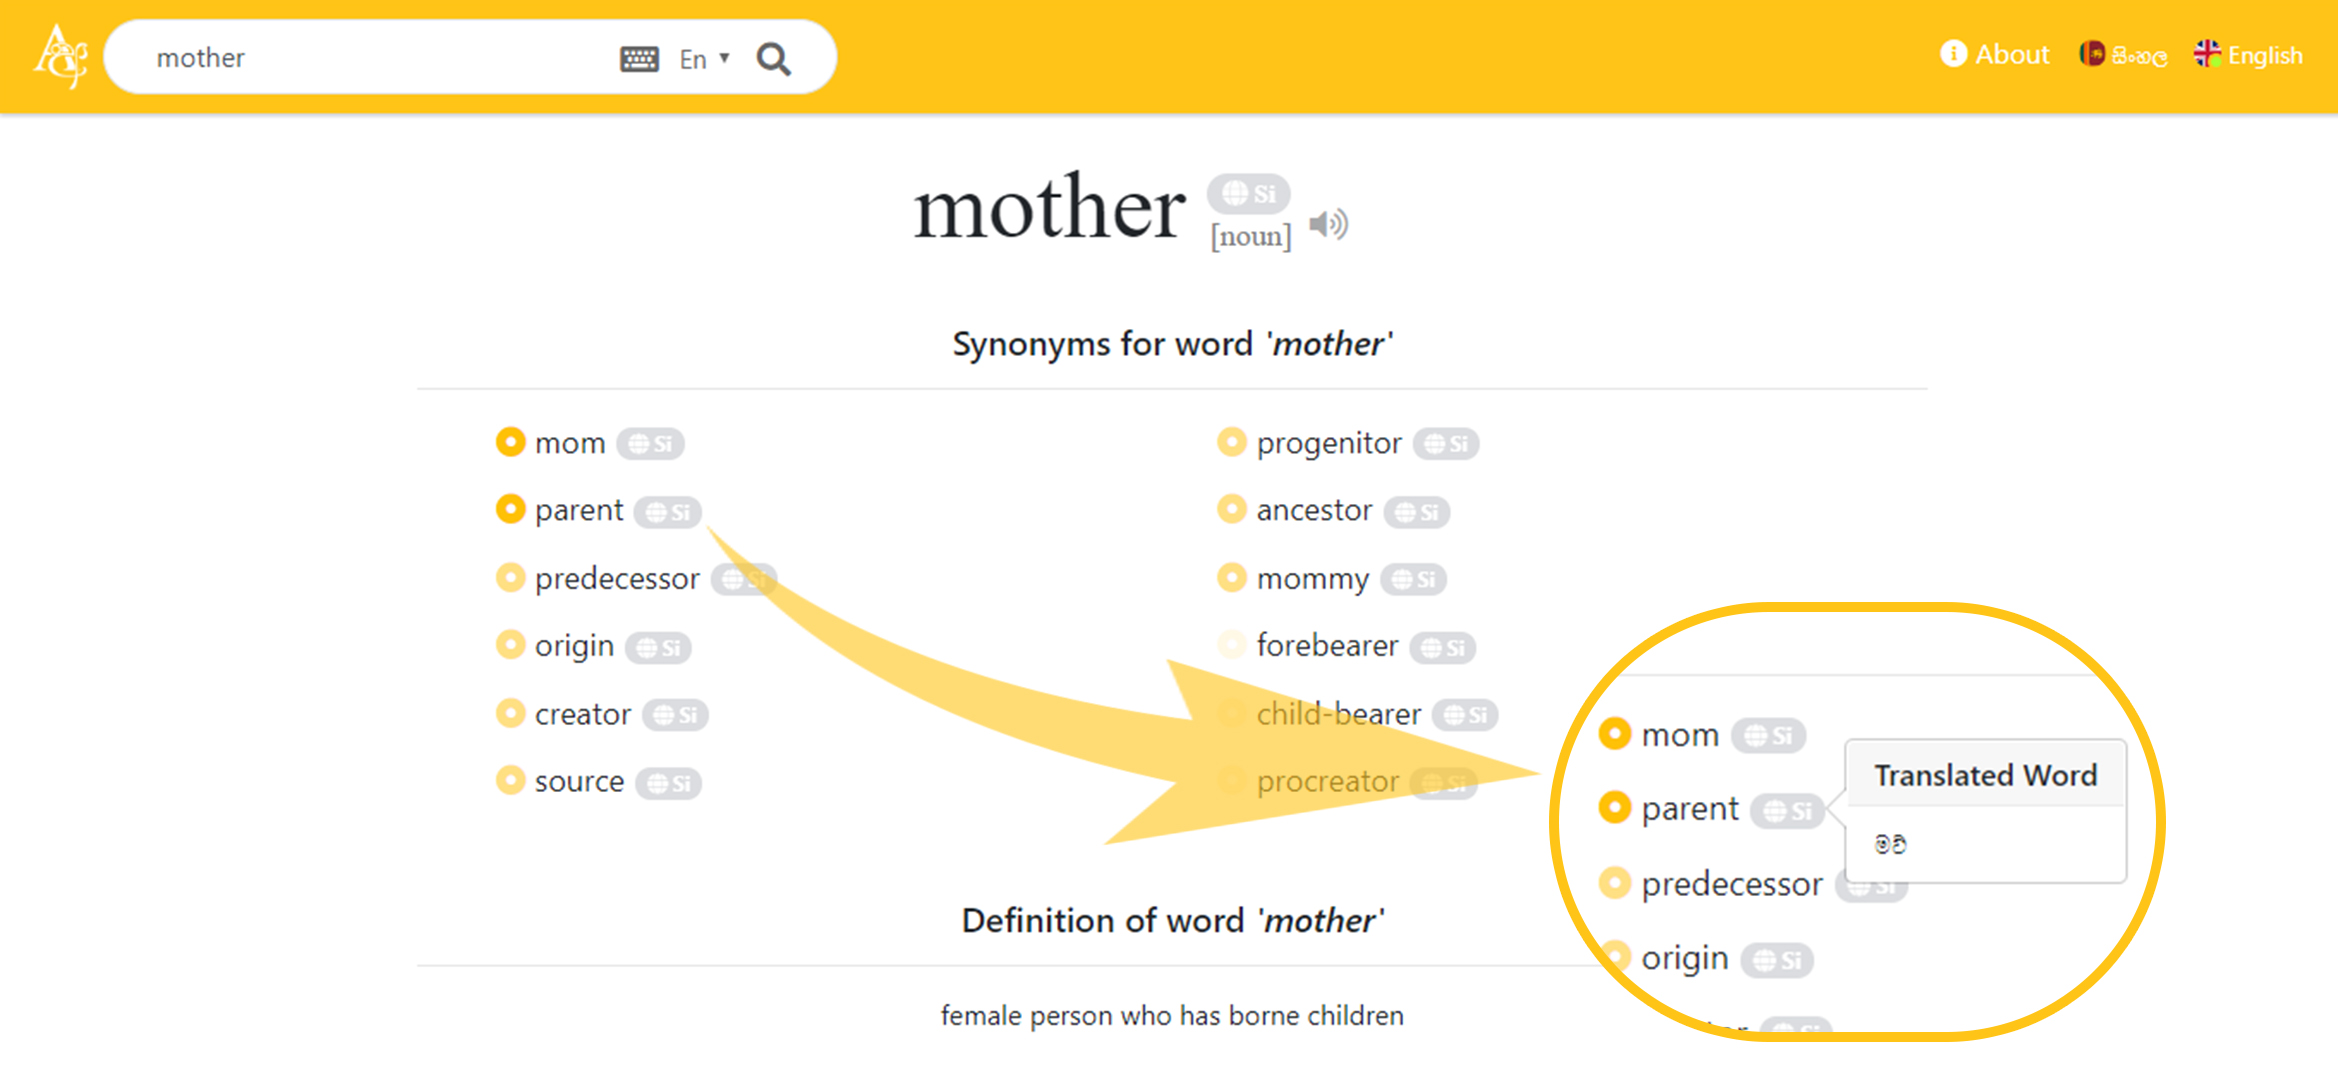 mother En
About සිංහල English
mother Si
[noun]
Synonyms for word 'mother'
mom Si
parent Si
predecessor Si
origin Si
creator Si
source Si
progenitor Si
ancestor Si
mommy Si
forebearer Si
child-bearer Si
procreator Si
mom Si
parent Si
predecessor Si
origin Si
Translated Word
මව්
Definition of word 'mother'
female person who has borne children